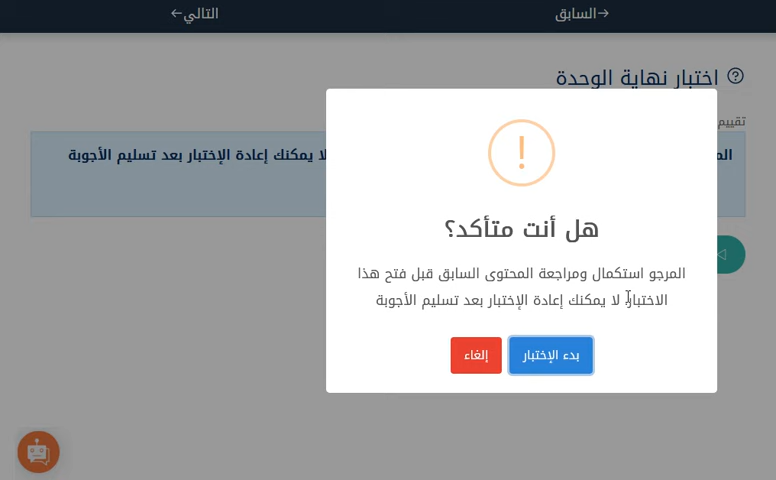 السابق
التالي
اختبار نهاية الوحدة
تقييم
لا يمكنك إعادة الإختبار بعد تسليم الأجوبة
هل أنت متأكد؟
المرجو استكمال ومراجعة المحتوى السابق قبل فتح هذا
الاختبار. لا يمكنك إعادة الإختبار بعد تسليم الأجوبة
بدء الإختبار
إلغاء